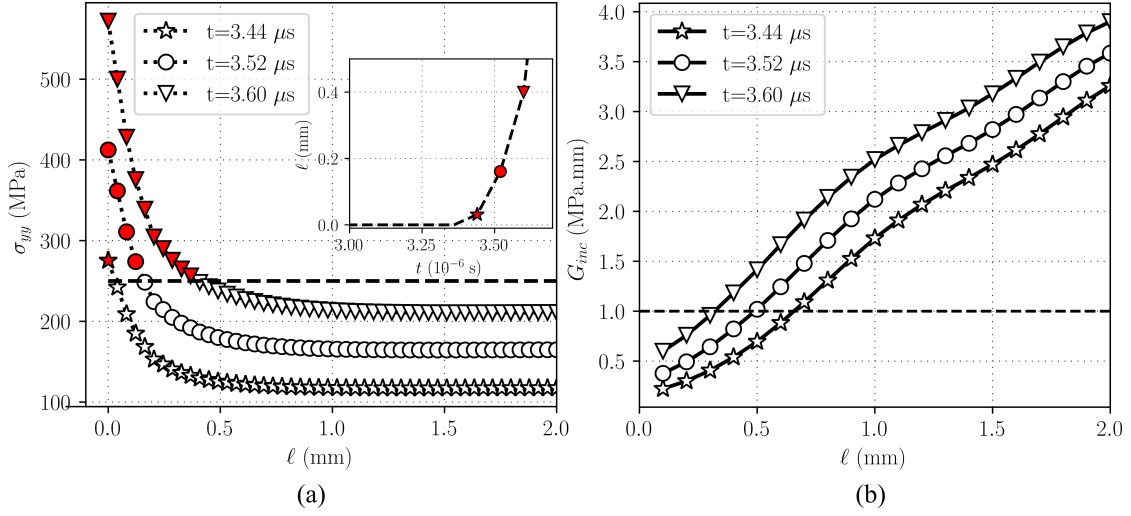 t=3.44 μs
t=3.52 μs
t=3.60 μs
500
400
300
250
200
100
σyy (MPa)
0.0
0.5
1.0
1.5
2.0
ℓ (mm)
0.4
0.2
0.0
ℓ (mm)
3.00
3.25
3.50
t (10⁻⁶ s)
(a)
t=3.44 μs
t=3.52 μs
t=3.60 μs
4.0
3.5
3.0
2.5
2.0
1.5
1.0
0.5
Ginc (MPa.mm)
0.0
0.5
1.0
1.5
2.0
ℓ (mm)
(b)